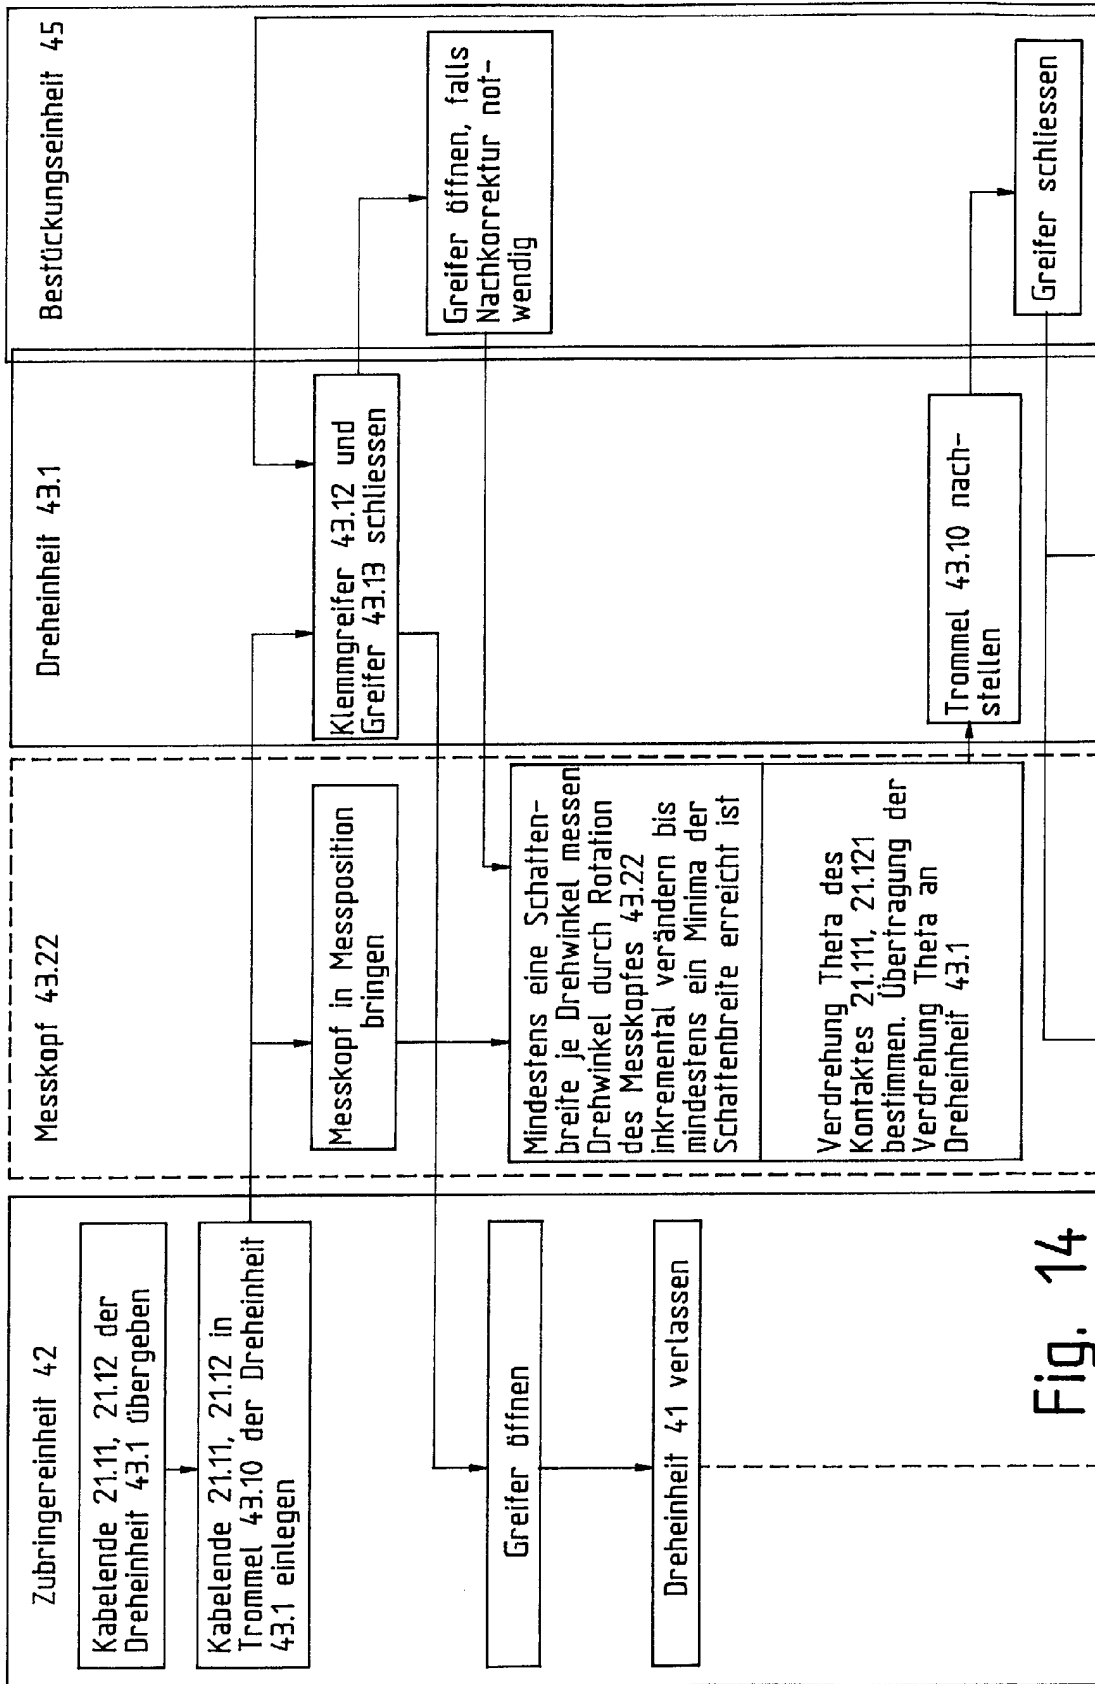 Zubringereinheit 42
Kabelende 21.11, 21.12 der
Dreheinheit 43.1 übergeben
Kabelende 21.11, 21.12 in
Trommel 43.10 der Dreheinheit
43.1 einlegen
Greifer öffnen
Dreheinheit 41 verlassen
Messkopf 43.22
Messkopf in Messposition
bringen
Mindestens eine Schatten-
breite je Drehwinkel messen
Drehwinkel durch Rotation
des Messkopfes 43.22
inkremental verändern bis
mindestens ein Minima der
Schattenbreite erreicht ist
Verdrehung Theta des
Kontaktes 21.111, 21.121
bestimmen. Übertragung der
Verdrehung Theta an
Dreheinheit 43.1
Dreheinheit 43.1
Klemmgreifer 43.12 und
Greifer 43.13 schliessen
Trommel 43.10 nach-
stellen
Bestückungseinheit 45
Greifer öffnen, falls
Nachkorrektur not-
wendig
Greifer schliessen
Fig. 14